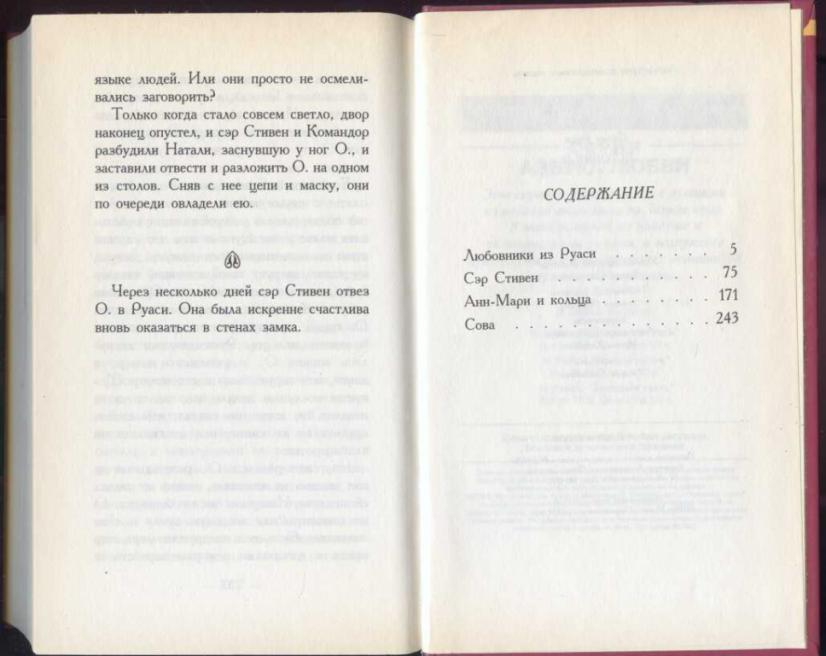 языке людей. Или они просто не осмели-
вались заговорить?
Только когда стало совсем светло, двор
наконец опустел, и сэр Стивен и Командор
разбудили Натали, заснувшую у ног О., и
заставили отвести и разложить О. на одном
из столов. Сняв с нее цепи и маску, они
по очереди овладели ею.
Через несколько дней сэр Стивен отвез
О. в Руаси. Она была искренне счастлива
вновь оказаться в стенах замка.
СОДЕРЖАНИЕ
Любовники из Руаси . . . . . . . 5
Сэр Стивен . . . . . . . . . . . 75
Анн-Мари и кольца . . . . . . . . 171
Сова . . . . . . . . . . . . . . 243